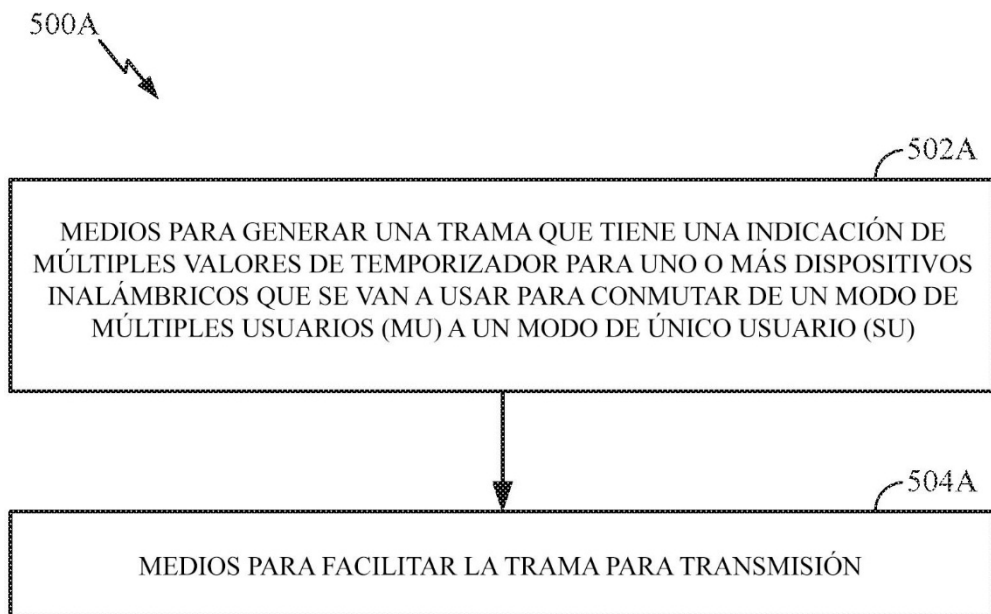 500A
502A
MEDIOS PARA GENERAR UNA TRAMA QUE TIENE UNA INDICACIÓN DE
MÚLTIPLES VALORES DE TEMPORIZADOR PARA UNO O MÁS DISPOSITIVOS
INALÁMBRICOS QUE SE VAN A USAR PARA CONMUTAR DE UN MODO DE
MÚLTIPLES USUARIOS (MU) A UN MODO DE ÚNICO USUARIO (SU)
504A
MEDIOS PARA FACILITAR LA TRAMA PARA TRANSMISIÓN